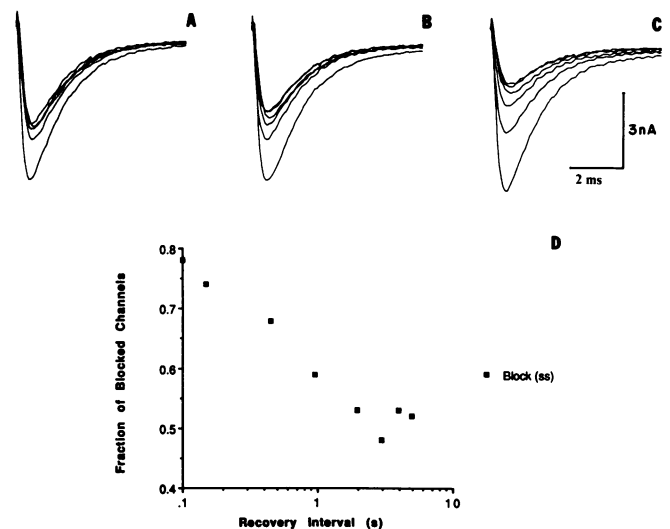 A
B
C
3nA
2 ms
D
0.8
0.7
0.6
0.5
0.4
Fraction of Blocked Channels
.1
1
10
Recovery Interval (s)
Block (ss)